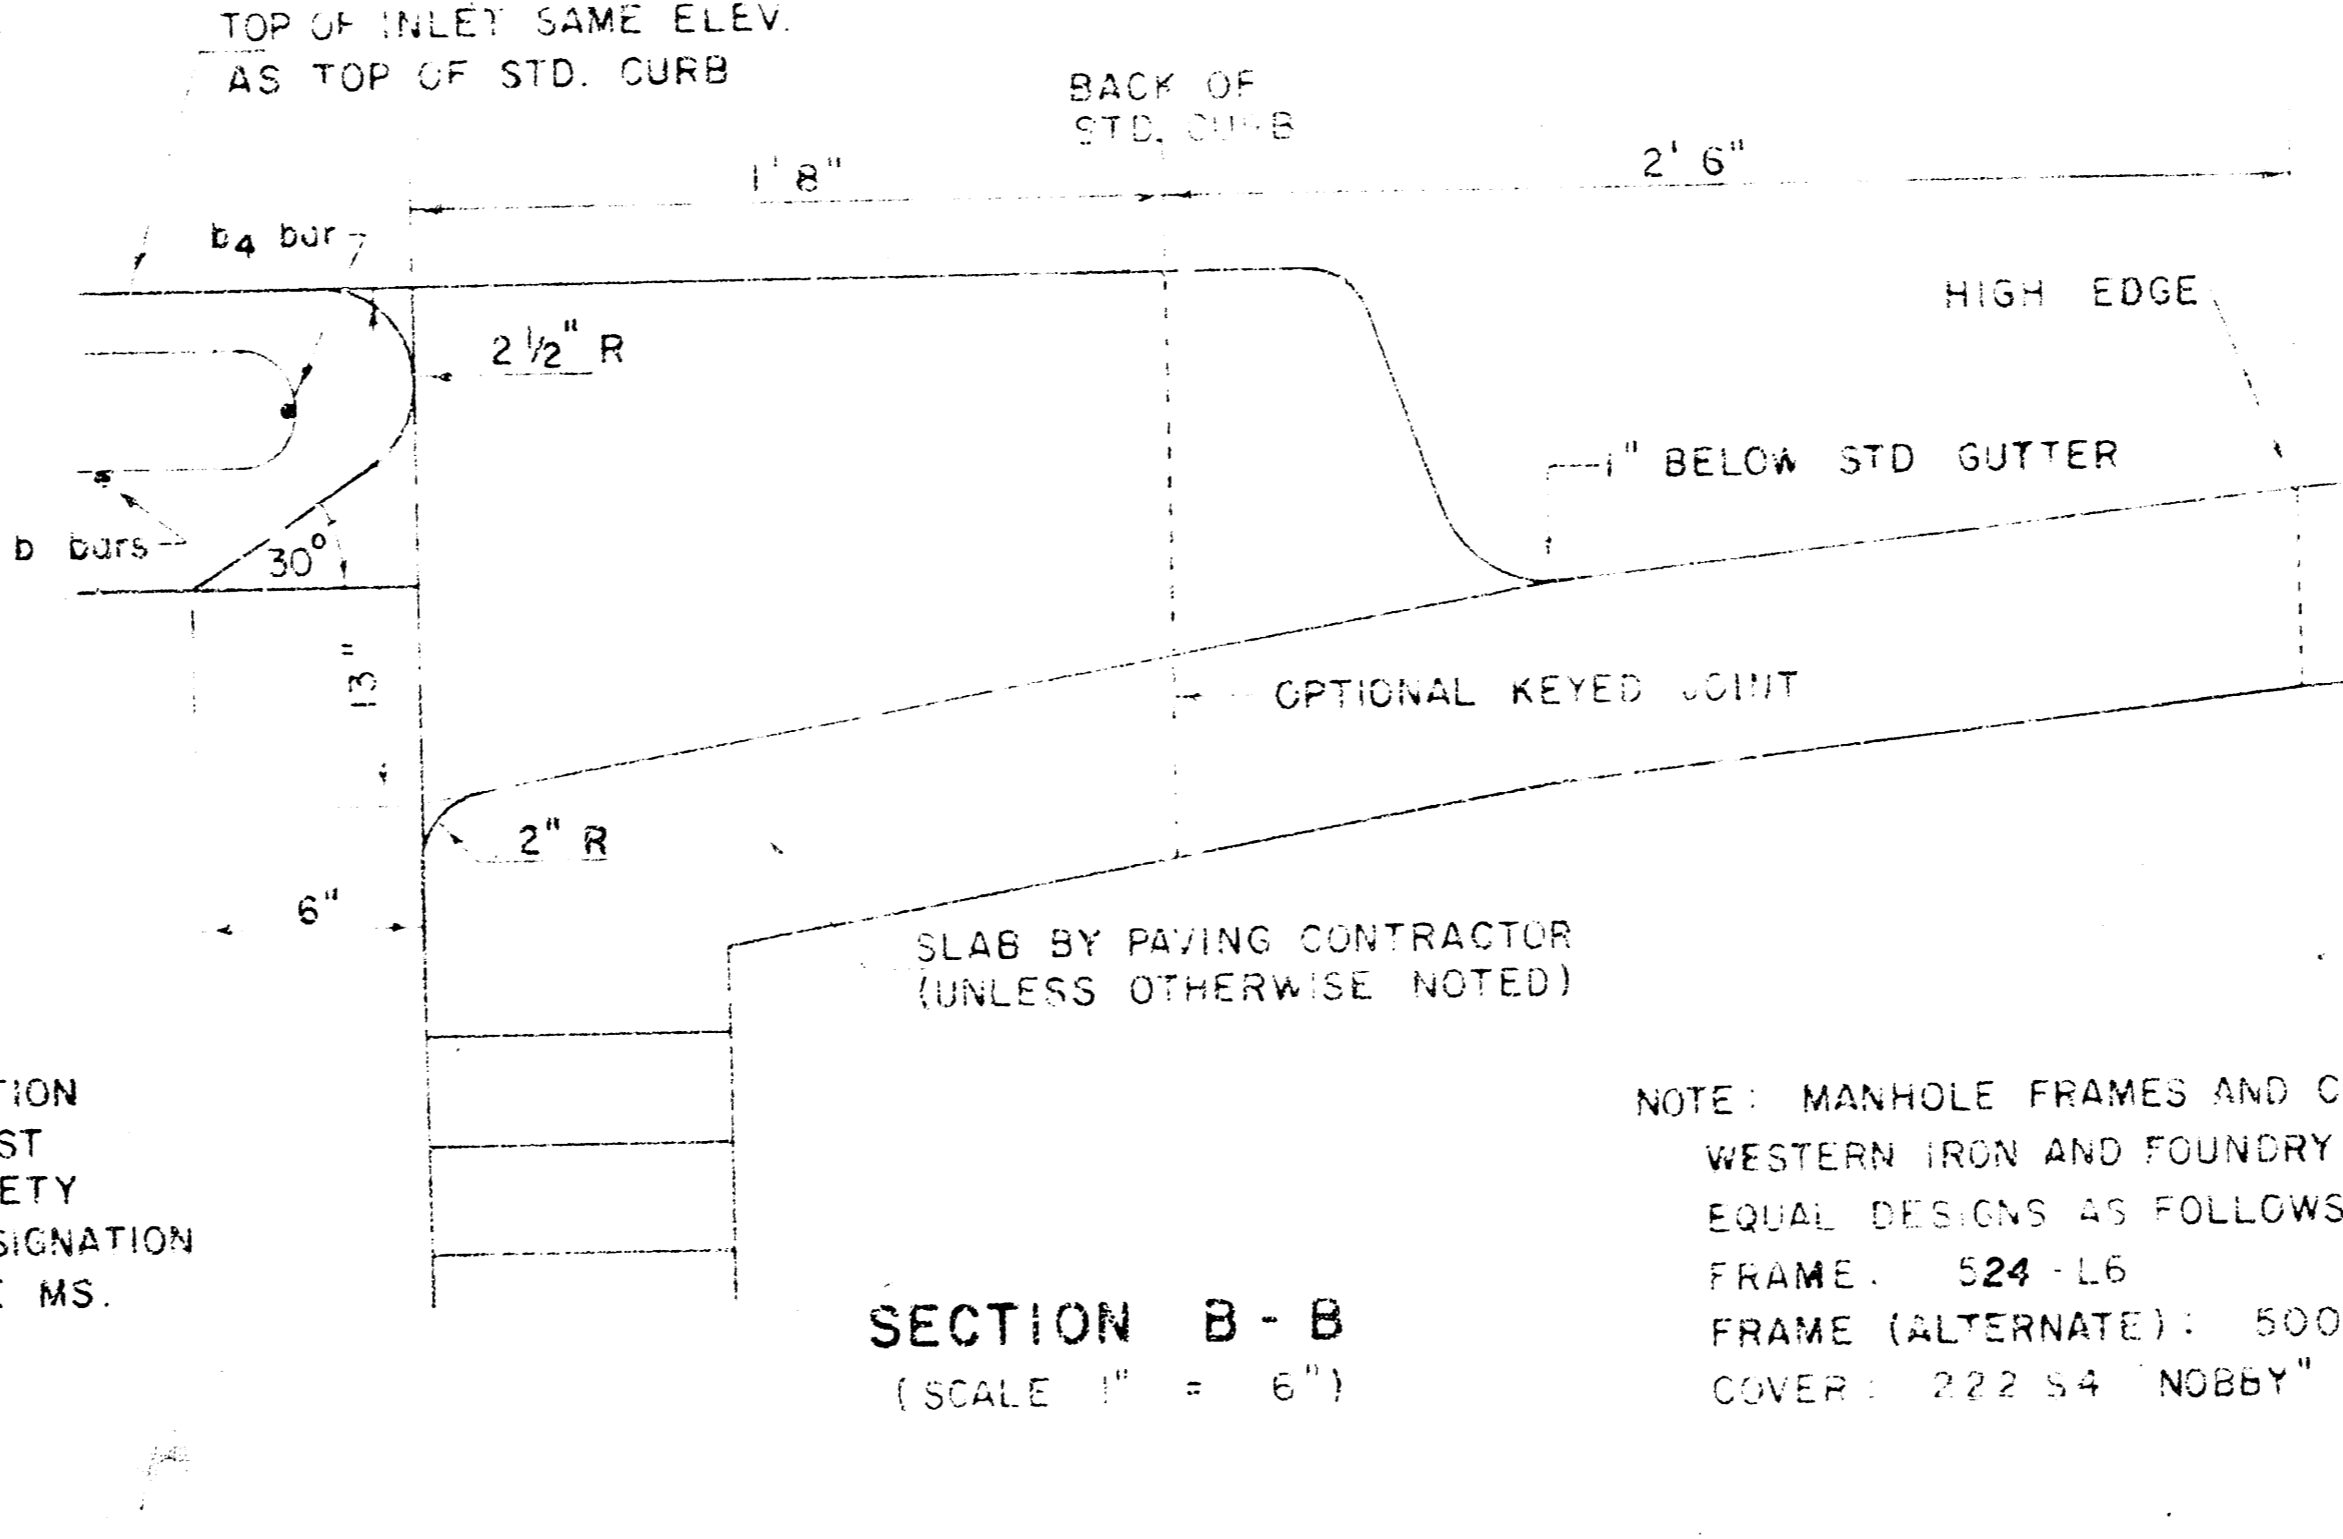 TOP OF INLET SAME ELEV.
AS TOP OF STD. CURB
BACK OF
STD. CURB
1' 8"
2' 6"
b4 bar
HIGH EDGE
2 1/2" R
1" BELOW STD GUTTER
b bars
30°
13"
OPTIONAL KEYED JOINT
2" R
6"
SLAB BY PAVING CONTRACTOR
(UNLESS OTHERWISE NOTED)
TION
ST
ETY
SIGNATION
MS.
NOTE: MANHOLE FRAMES AND C
WESTERN IRON AND FOUNDRY
EQUAL DESIGNS AS FOLLOWS
FRAME: 524-L6
FRAME (ALTERNATE): 500
COVER: 222 S4 "NOBBY"
SECTION B-B
(SCALE 1" = 6")